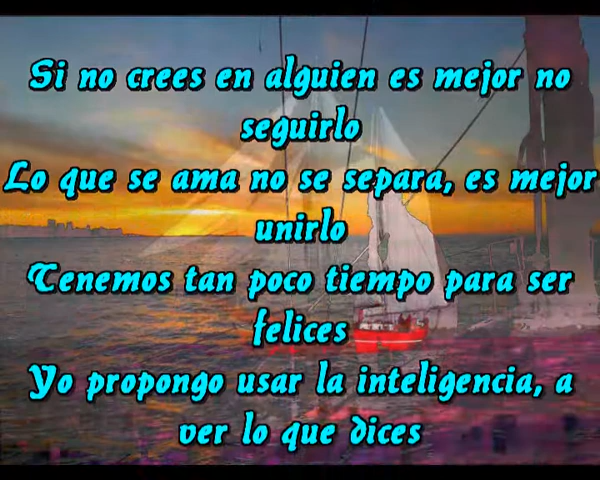 Si no crees en alguien es mejor no
seguirlo
Lo que se ama no se separa, es mejor
unirlo
Tenemos tan poco tiempo para ser
felices
Yo propongo usar la inteligencia, a
ver lo que dices